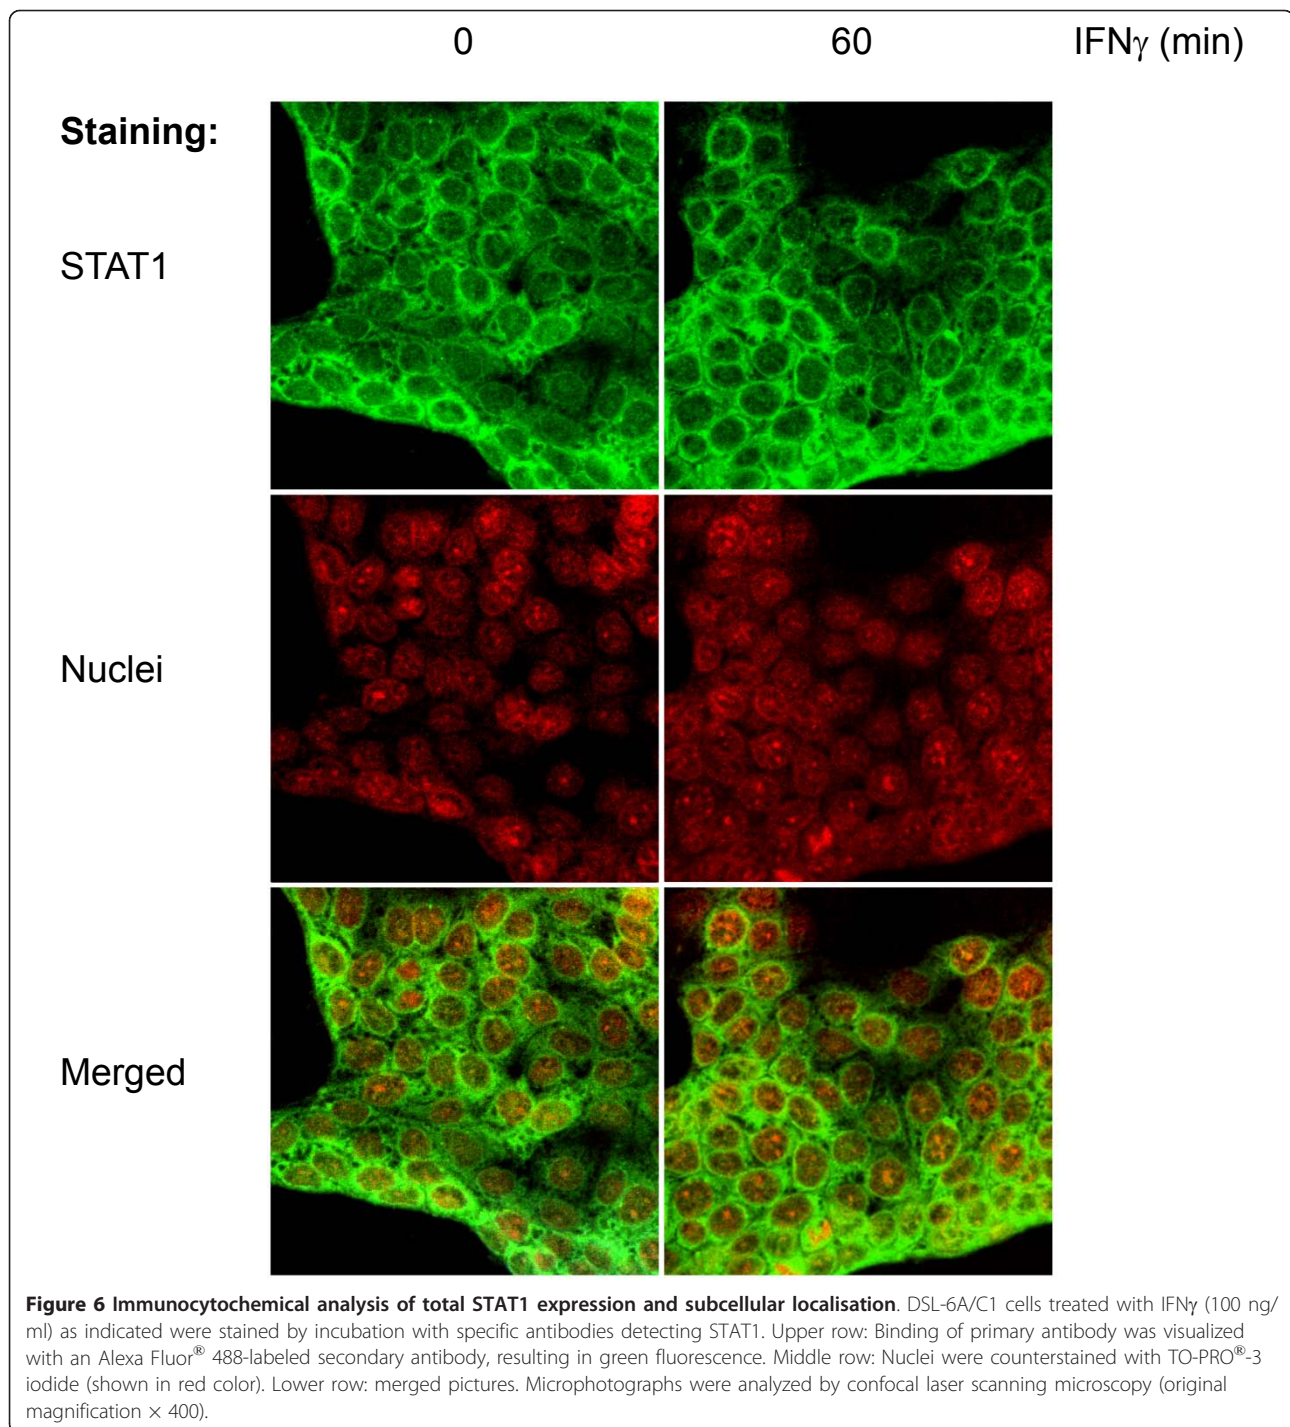 0 60 IFNγ (min)
Staining:
STAT1
Nuclei
Merged
Figure 6 Immunocytochemical analysis of total STAT1 expression and subcellular localisation. DSL-6A/C1 cells treated with IFNγ (100 ng/
ml) as indicated were stained by incubation with specific antibodies detecting STAT1. Upper row: Binding of primary antibody was visualized
with an Alexa Fluor® 488-labeled secondary antibody, resulting in green fluorescence. Middle row: Nuclei were counterstained with TO-PRO®-3
iodide (shown in red color). Lower row: merged pictures. Microphotographs were analyzed by confocal laser scanning microscopy (original
magnification × 400).